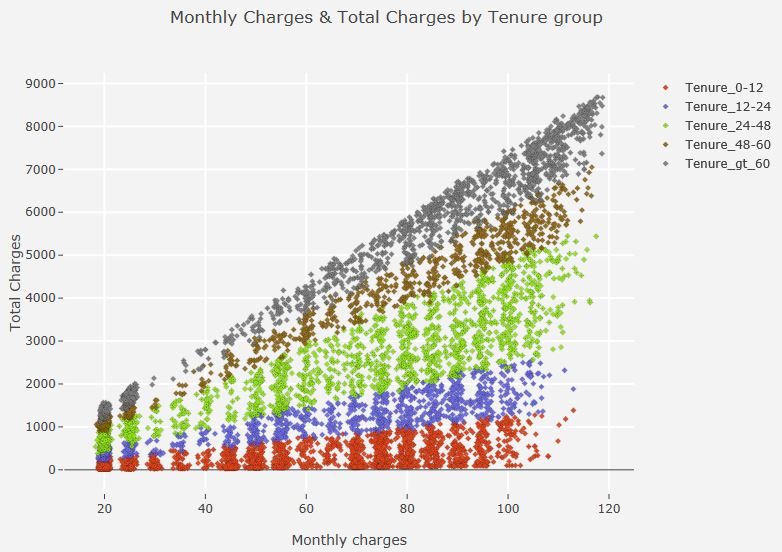 Monthly Charges & Total Charges by Tenure group
Total Charges
9000
8000
7000
6000
5000
4000
3000
2000
1000
0
20 40 60 80 100 120
Monthly charges
Tenure_0-12
Tenure_12-24
Tenure_24-48
Tenure_48-60
Tenure_gt_60